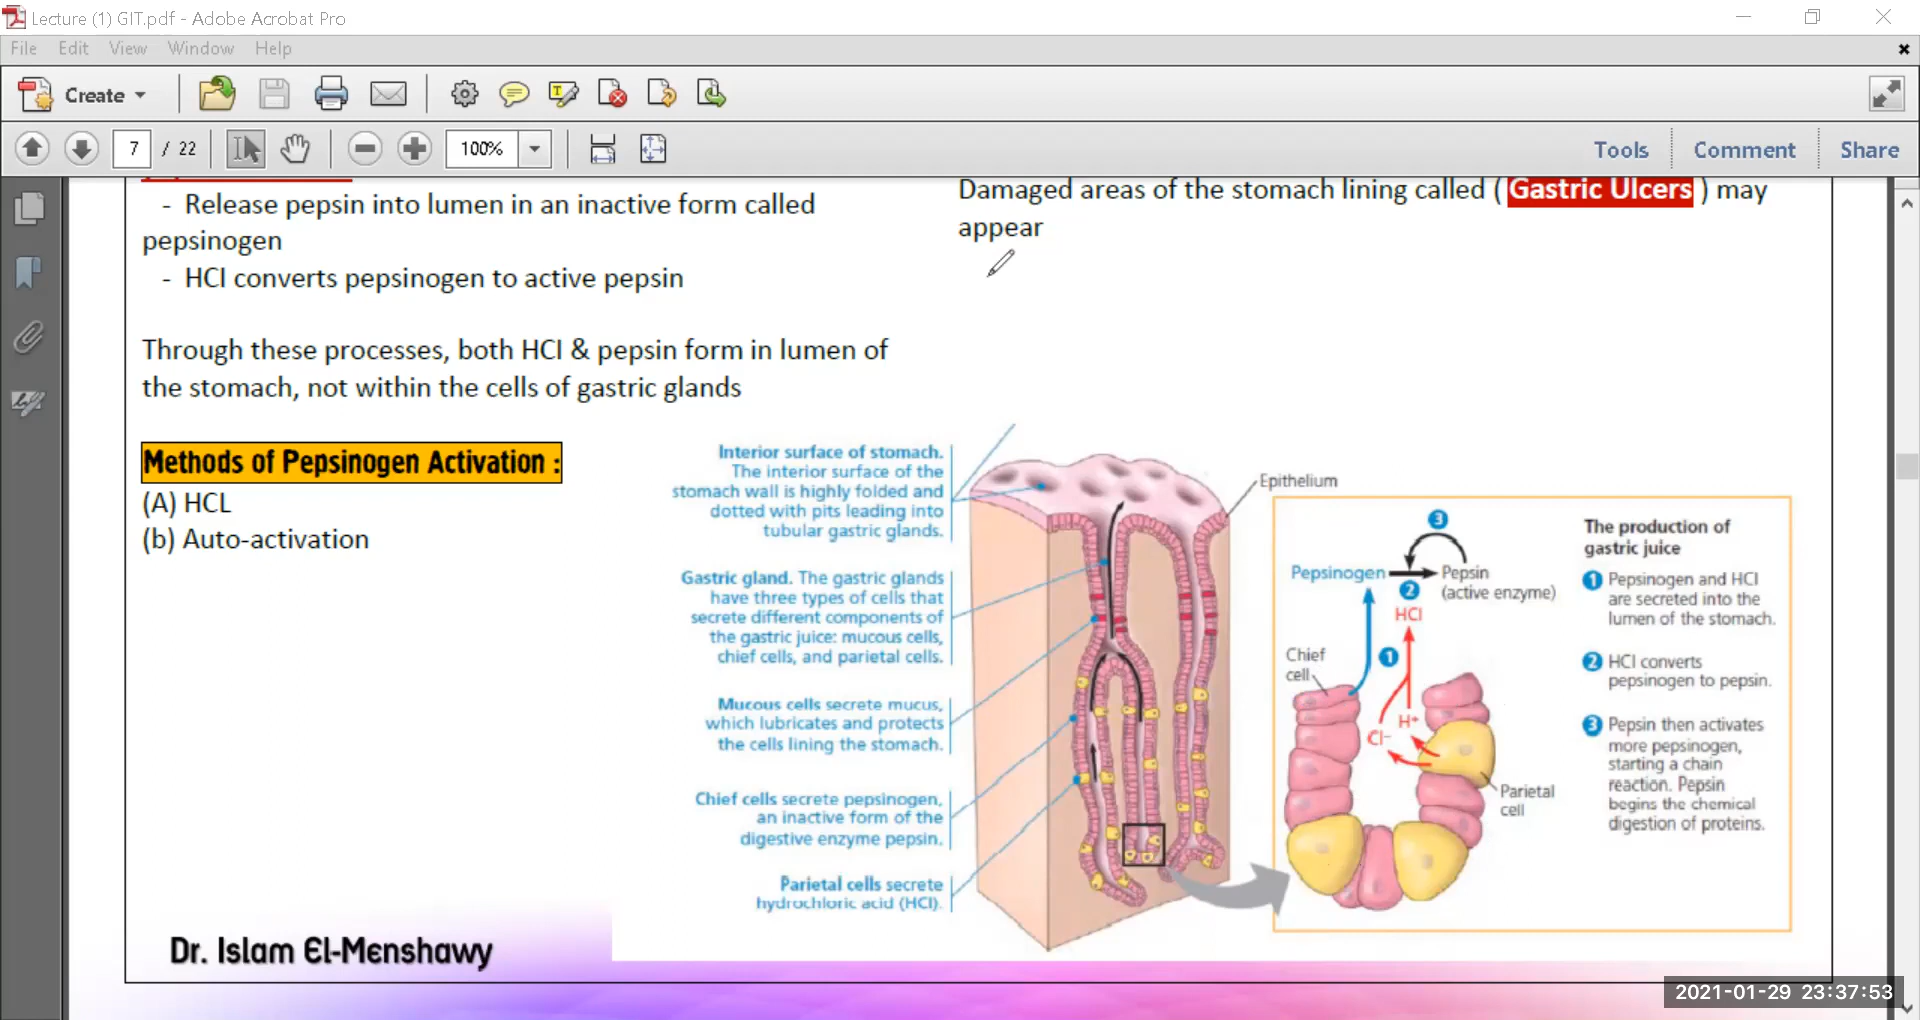 Lecture (1) GIT.pdf - Adobe Acrobat Pro
File Edit View Window Help
Create
7 / 22 100% Tools Comment Share
- Release pepsin into lumen in an inactive form called
pepsinogen
- HCl converts pepsinogen to active pepsin
Through these processes, both HCl & pepsin form in lumen of
the stomach, not within the cells of gastric glands
Methods of Pepsinogen Activation :
(A) HCL
(b) Auto-activation
Damaged areas of the stomach lining called ( Gastric Ulcers ) may
appear
Interior surface of stomach.
The interior surface of the
stomach wall is highly folded and
dotted with pits leading into
tubular gastric glands.
Gastric gland. The gastric glands
have three types of cells that
secrete different components of
the gastric juice: mucous cells,
chief cells, and parietal cells.
Mucous cells secrete mucus,
which lubricates and protects
the cells lining the stomach.
Chief cells secrete pepsinogen,
an inactive form of the
digestive enzyme pepsin.
Parietal cells secrete
hydrochloric acid (HCl).
Epithelium
3
Pepsinogen
Pepsin
(active enzyme)
2
HCl
Chief
cell
1
H+
Cl-
Parietal
cell
The production of
gastric juice
1 Pepsinogen and HCl
are secreted into the
lumen of the stomach.
2 HCl converts
pepsinogen to pepsin.
3 Pepsin then activates
more pepsinogen,
starting a chain
reaction. Pepsin
begins the chemical
digestion of proteins.
Dr. Islam El-Menshawy
2021-01-29 23:37:53